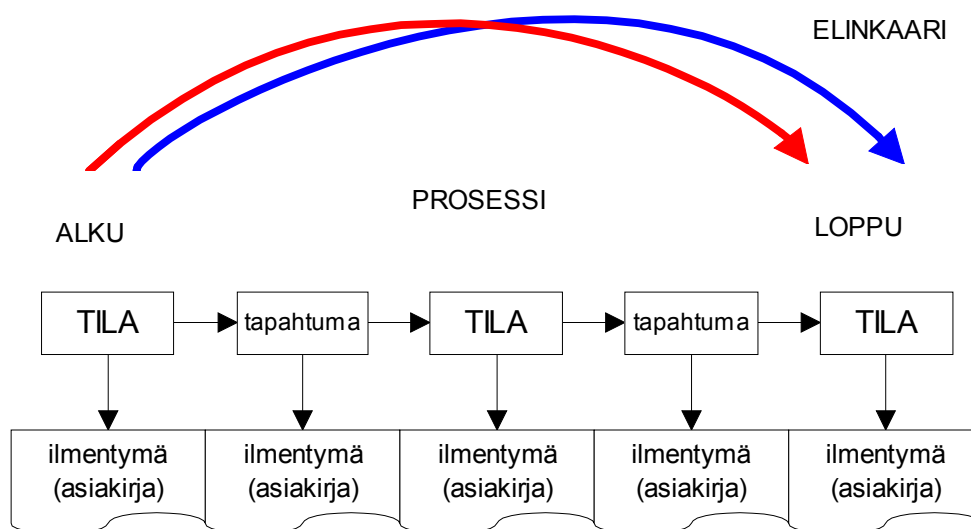 ELINKAARI
PROSESSI
ALKU
LOPPU
TILA
tapahtuma
TILA
tapahtuma
TILA
ilmentymä
(asiakirja)
ilmentymä
(asiakirja)
ilmentymä
(asiakirja)
ilmentymä
(asiakirja)
ilmentymä
(asiakirja)